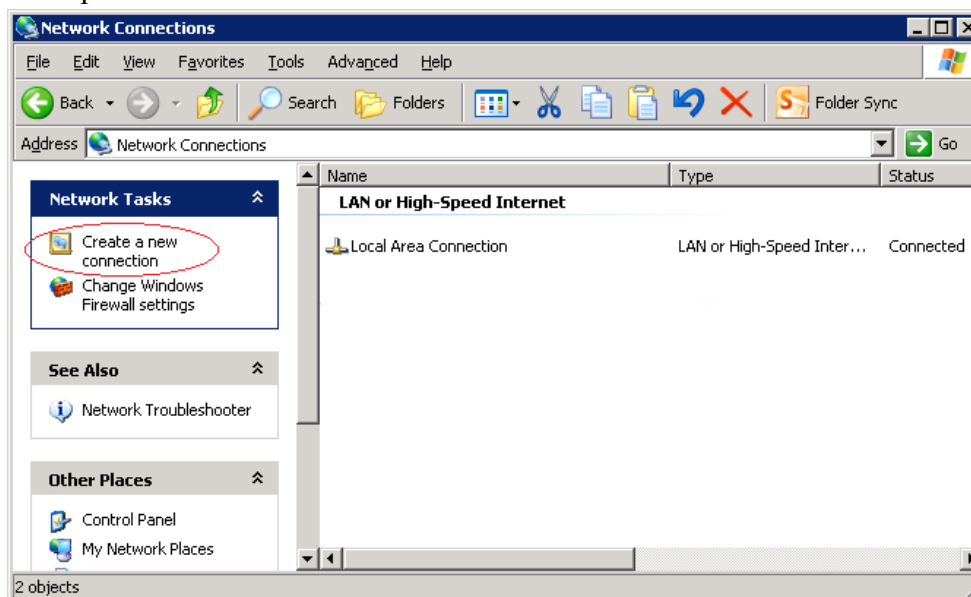 Network Connections
File Edit View Favorites Tools Advanced Help
Back Search Folders Folder Sync
Address Network Connections Go
Name Type Status
Network Tasks
LAN or High-Speed Internet
Create a new
connection
Local Area Connection LAN or High-Speed Inter... Connected
Change Windows
Firewall settings
See Also
Network Troubleshooter
Other Places
Control Panel
My Network Places
2 objects